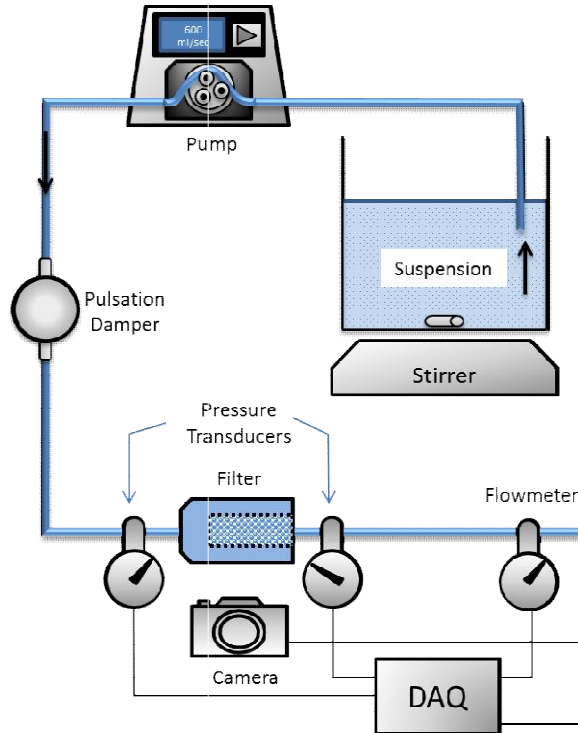 600
ml/sec
Pump
Suspension
Pulsation
Damper
Stirrer
Pressure
Transducers
Filter
Flowmeter
Camera
DAQ